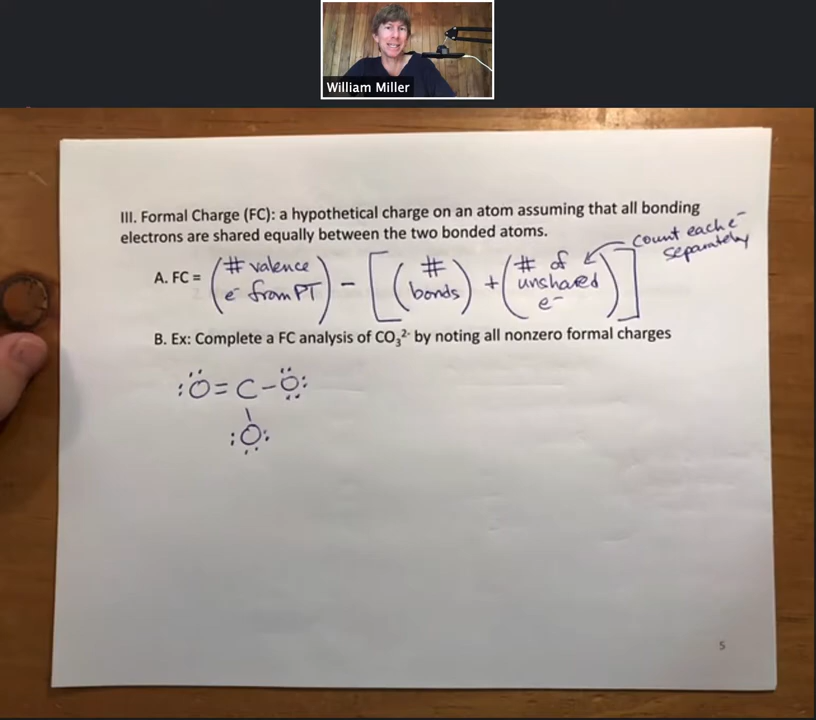 William Miller
III. Formal Charge (FC): a hypothetical charge on an atom assuming that all bonding
electrons are shared equally between the two bonded atoms.
count each e⁻
separately
A. FC = (# valence e⁻ from PT) − [(# bonds) + (# of unshared e⁻)]
B. Ex: Complete a FC analysis of CO₃²⁻ by noting all nonzero formal charges
:Ö=C–Ö:
:O:
5